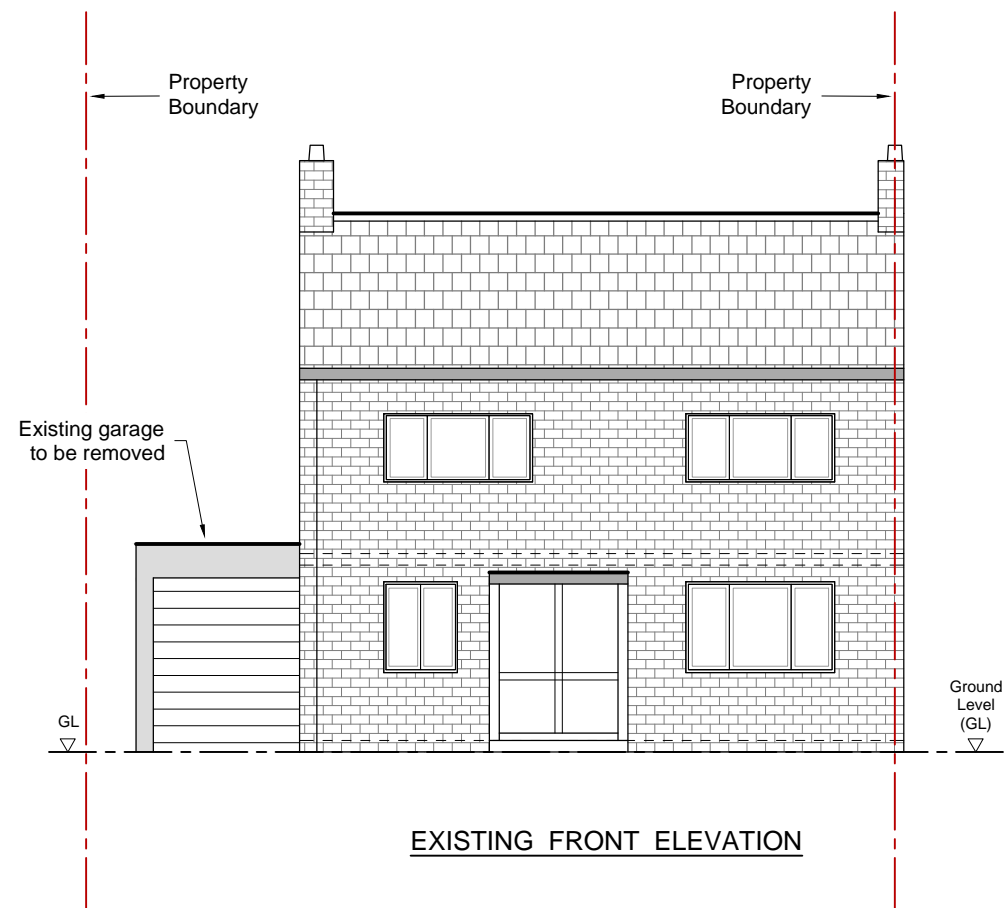 Property
Boundary
Property
Boundary
Existing garage
to be removed
GL
Ground
Level
(GL)
EXISTING FRONT ELEVATION